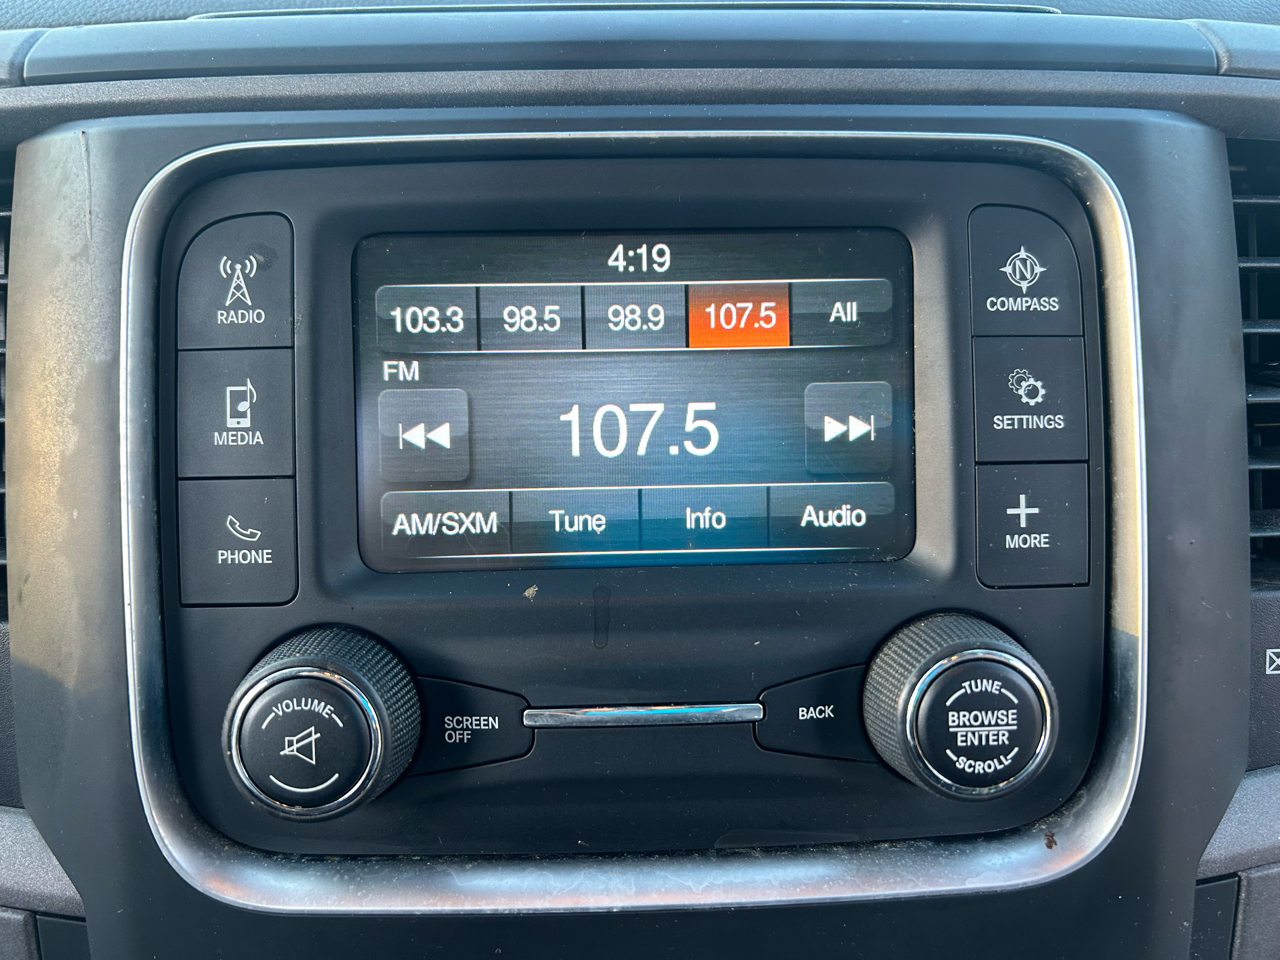 4:19
103.3 98.5 98.9 107.5 All
FM
107.5
AM/SXM Tune Info Audio
RADIO
MEDIA
PHONE
N
COMPASS
SETTINGS
MORE
VOLUME
SCREEN
OFF
BACK
TUNE
BROWSE
ENTER
SCROLL